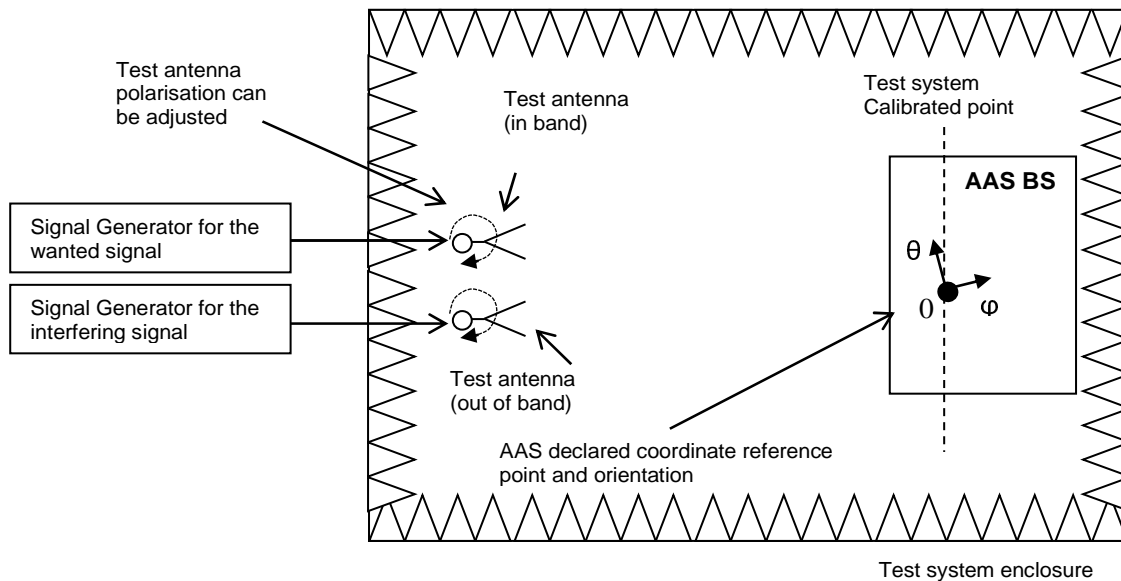 Test antenna
polarisation can
be adjusted
Test antenna
(in band)
Test system
Calibrated point
AAS BS
Signal Generator for the
wanted signal
Signal Generator for the
interfering signal
θ
0
φ
Test antenna
(out of band)
AAS declared coordinate reference
point and orientation
Test system enclosure